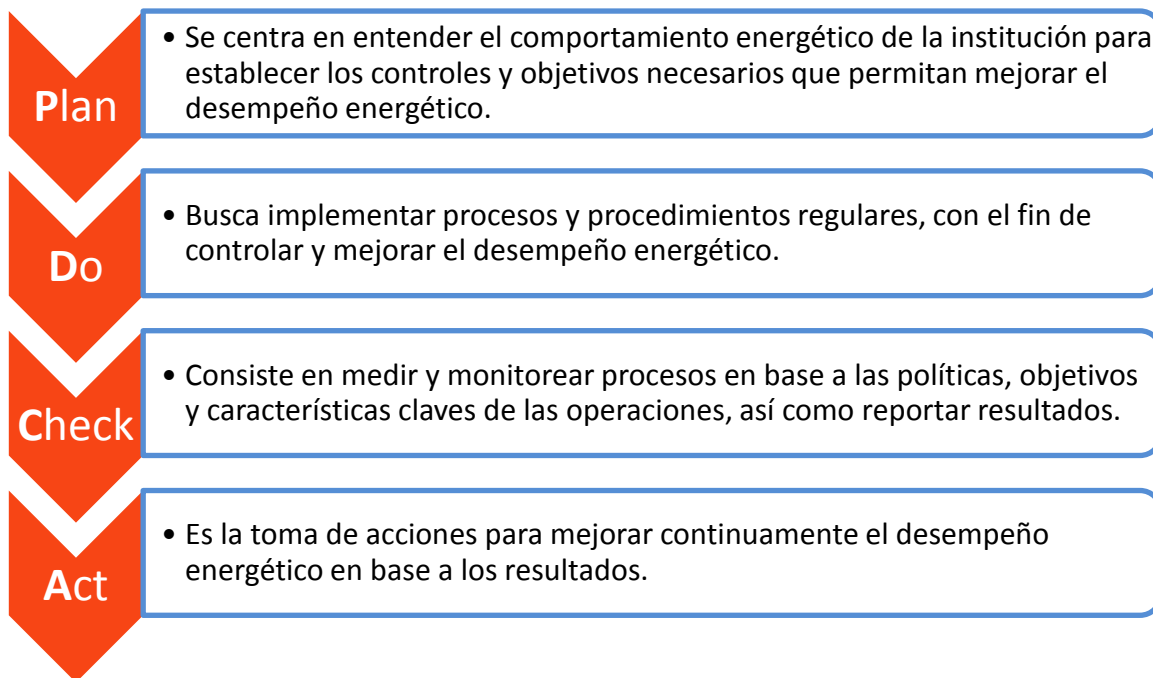 Plan
• Se centra en entender el comportamiento energético de la institución para
establecer los controles y objetivos necesarios que permitan mejorar el
desempeño energético.
Do
• Busca implementar procesos y procedimientos regulares, con el fin de
controlar y mejorar el desempeño energético.
Check
• Consiste en medir y monitorear procesos en base a las políticas, objetivos
y características claves de las operaciones, así como reportar resultados.
Act
• Es la toma de acciones para mejorar continuamente el desempeño
energético en base a los resultados.